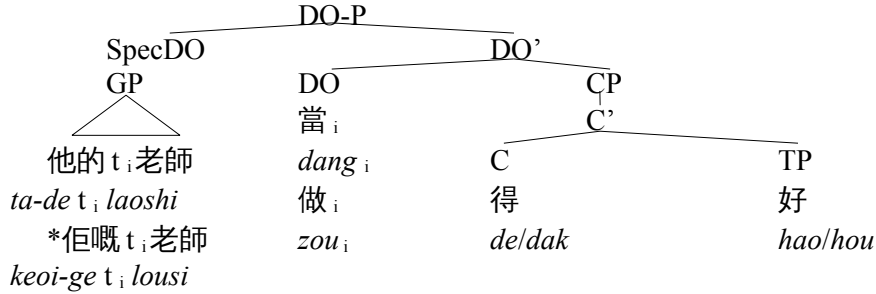 DO-P
SpecDO DO’
GP DO CP
當 i C’
他的 t i 老師 dang i C TP
ta-de t i laoshi 做 i 得 好
*佢嘅 t i 老師 zou i de/dak hao/hou
keoi-ge t i lousi